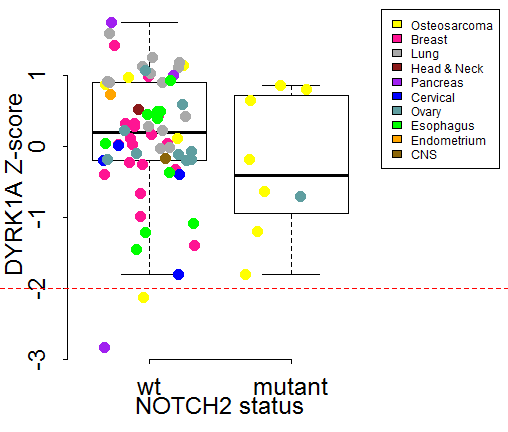 Osteosarcoma
Breast
Lung
Head & Neck
Pancreas
Cervical
Ovary
Esophagus
Endometrium
CNS
DYRK1A Z-score
1
0
-1
-2
-3
wt mutant
NOTCH2 status